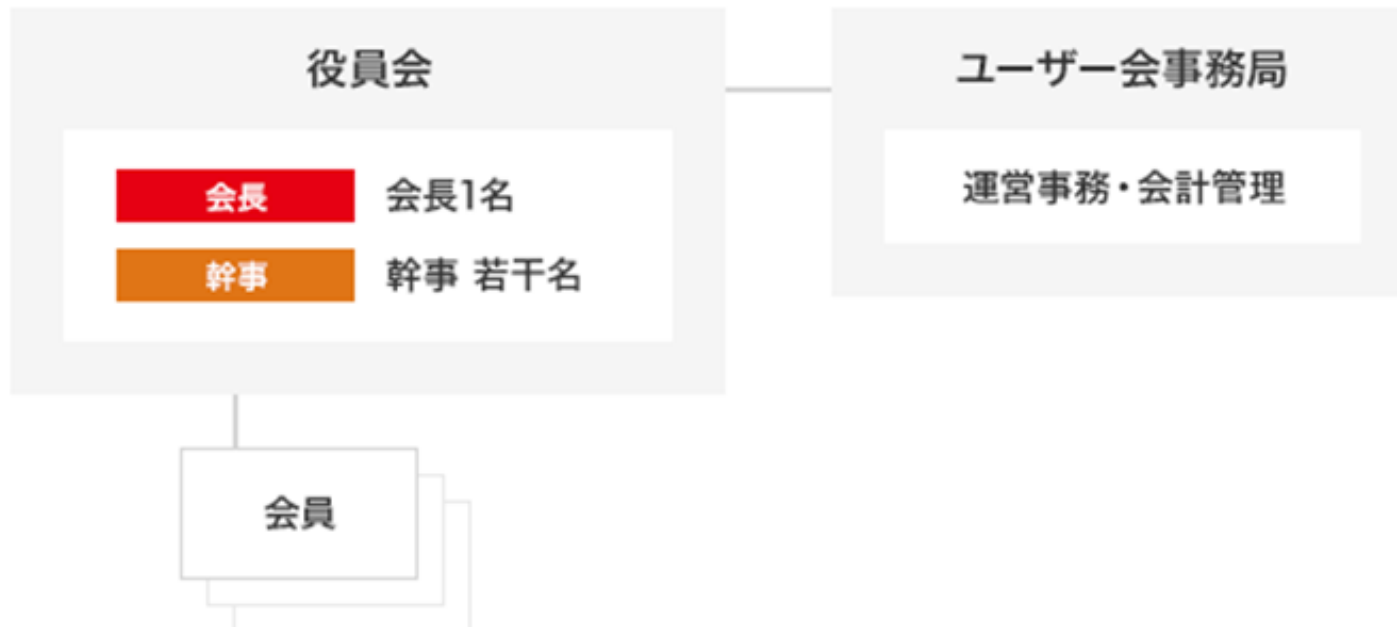 役員会
会長 会長1名
幹事 幹事 若干名
ユーザー会事務局
運営事務・会計管理
会員